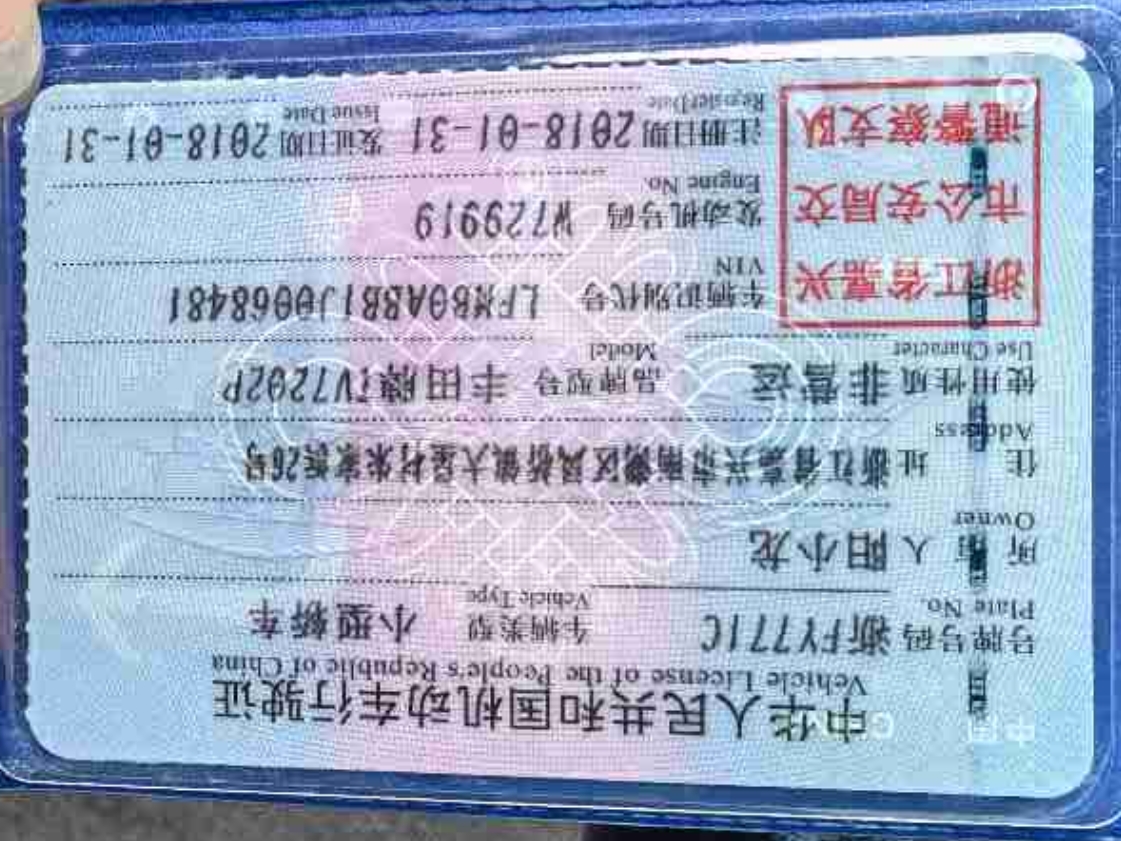 中华人民共和国机动车行驶证
Vehicle License of the People's Republic of China
号牌号码 浙FY771C 车辆类型 小型轿车
Plate No. Vehicle Type
所有人 阳小龙
Owner
住址 浙江省嘉兴市南湖区凤桥镇大星村朱家浜26号
Address
使用性质 非营运 品牌型号 丰田牌TV7202P
Use Character Model
浙江省嘉兴
市公安局交
通警察支队
车辆识别代号 LFMB0ABB1J0068481
VIN
发动机号码 W729919
Engine No.
注册日期 2018-01-31 发证日期 2018-01-31
Register Date Issue Date